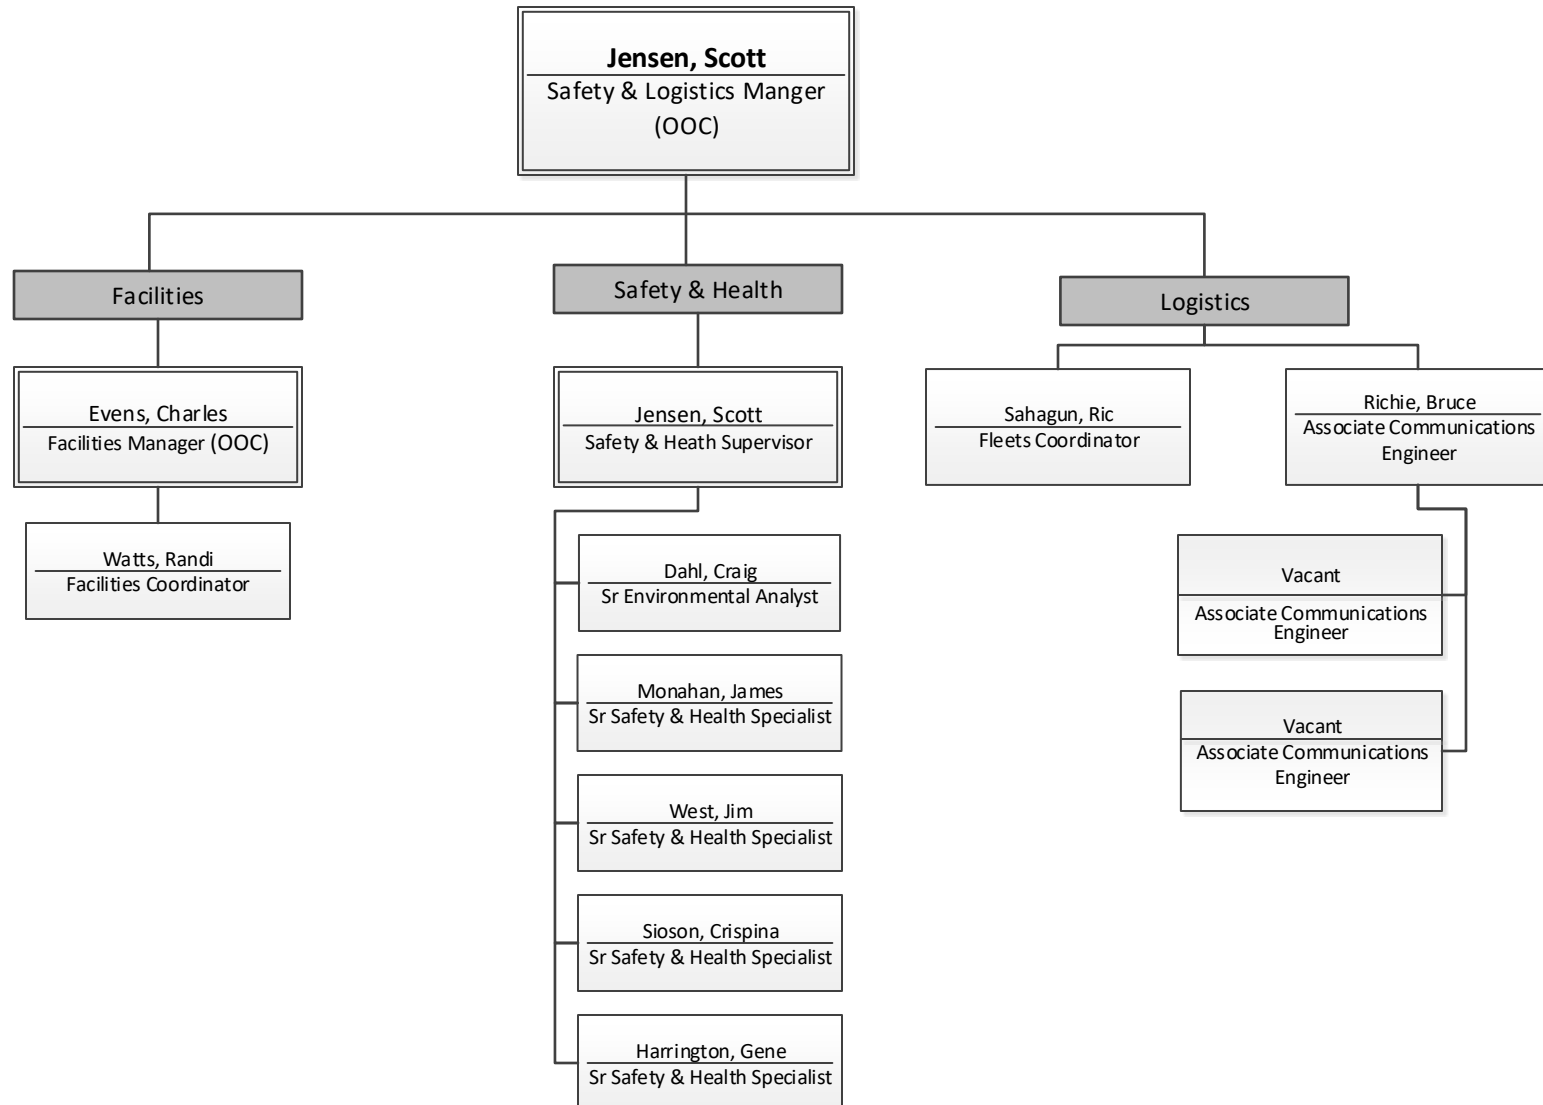 Jensen, Scott
Safety & Logistics Manger
(OOC)
Facilities
Evens, Charles
Facilities Manager (OOC)
Watts, Randi
Facilities Coordinator
Safety & Health
Jensen, Scott
Safety & Heath Supervisor
Dahl, Craig
Sr Environmental Analyst
Monahan, James
Sr Safety & Health Specialist
West, Jim
Sr Safety & Health Specialist
Sioson, Crispina
Sr Safety & Health Specialist
Harrington, Gene
Sr Safety & Health Specialist
Logistics
Sahagun, Ric
Fleets Coordinator
Richie, Bruce
Associate Communications
Engineer
Vacant
Associate Communications
Engineer
Vacant
Associate Communications
Engineer